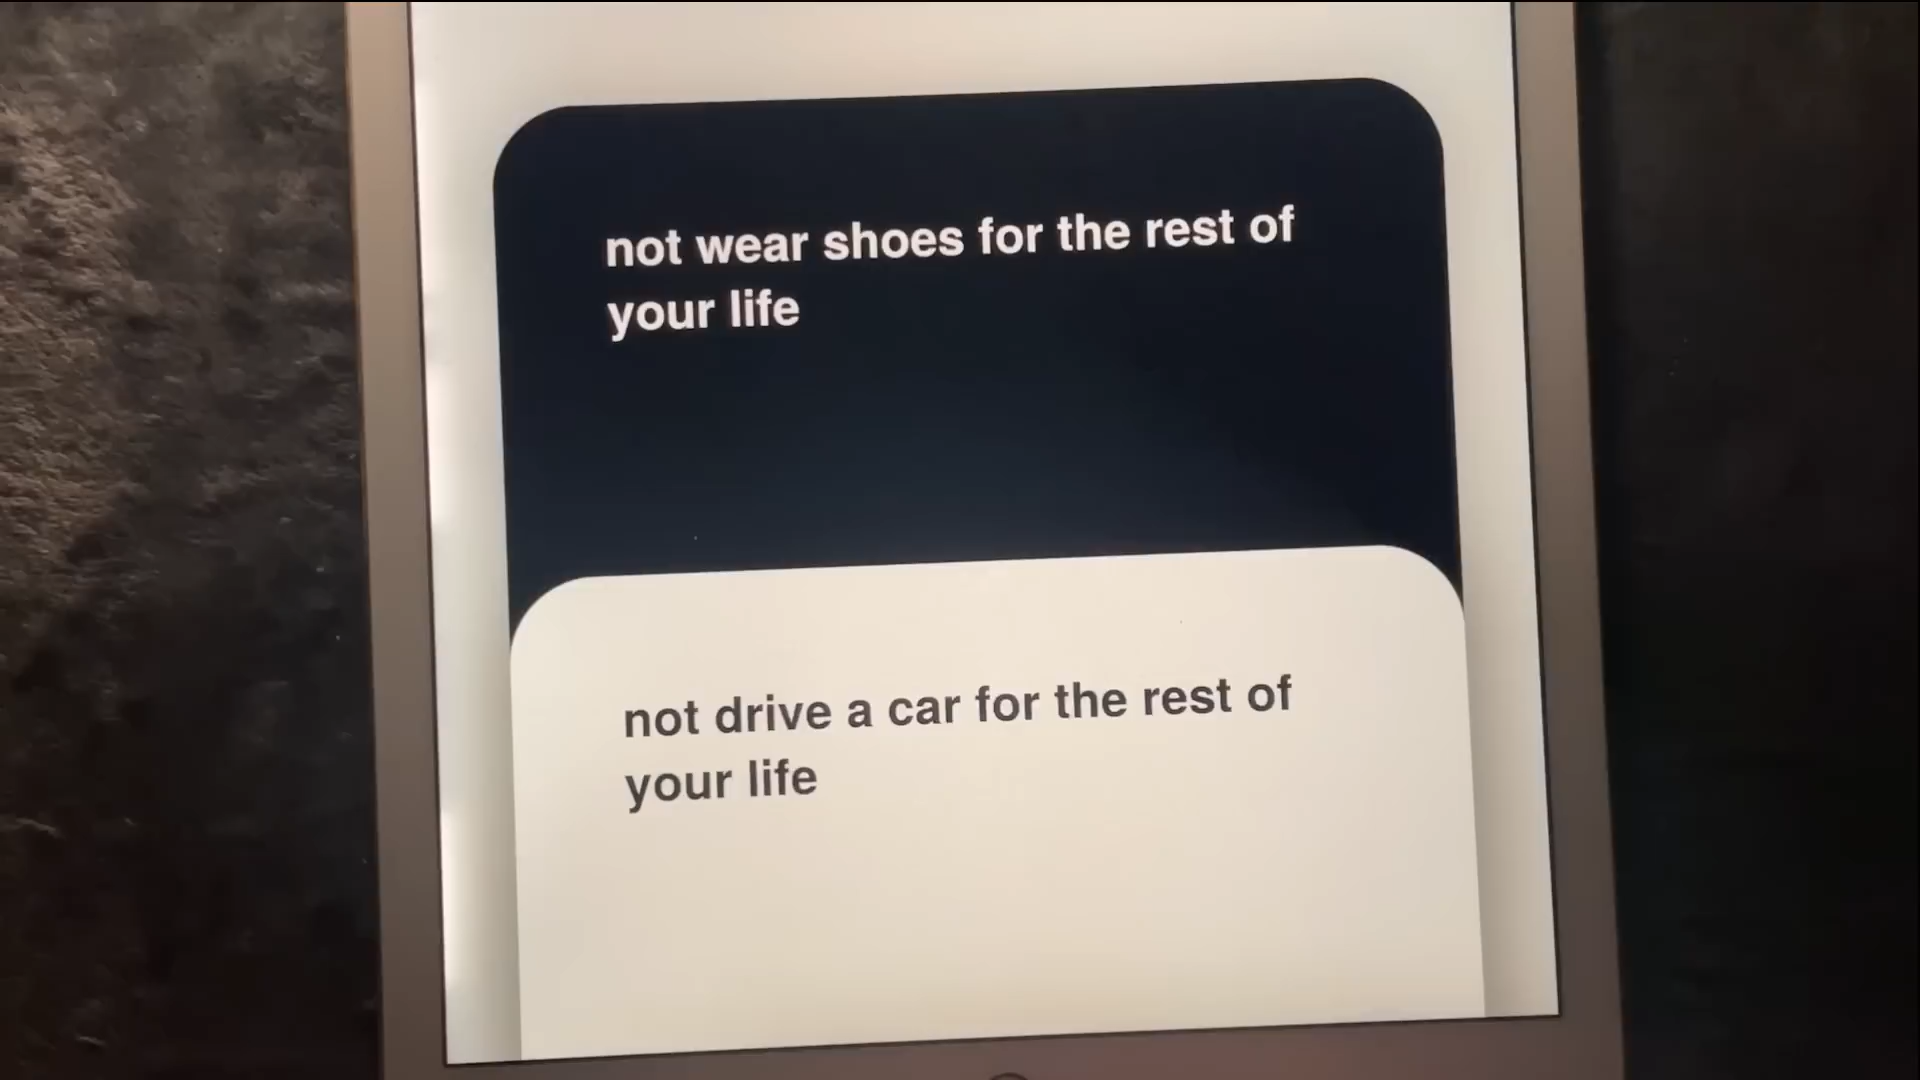 not wear shoes for the rest of
your life
not drive a car for the rest of
your life